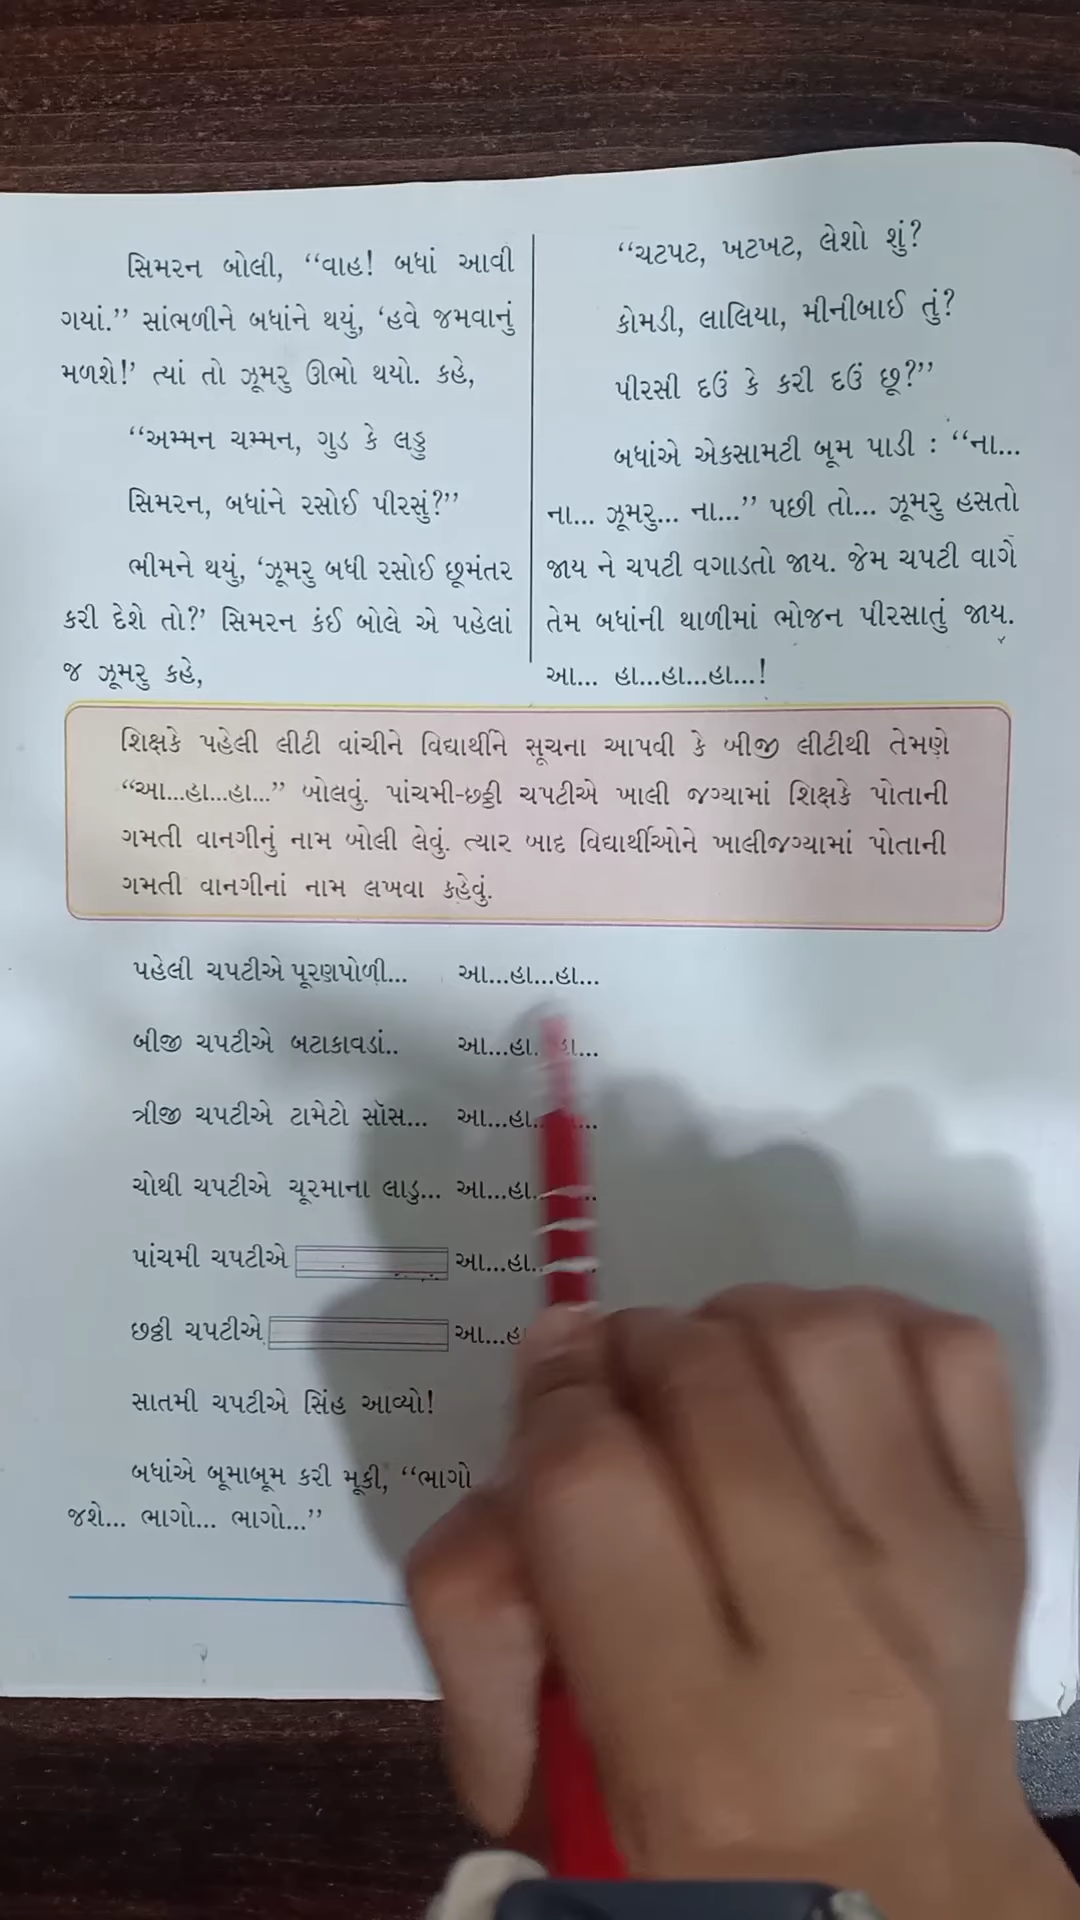 સિમરન બોલી, “વાહ! બધાં આવી
ગયાં.” સાંભળીને બધાંને થયું, ‘હવે જમવાનું
મળશે!’ ત્યાં તો ઝૂમરુ ઊભો થયો. કહે,
“અમ્મન ચમ્મન, ગુડ કે લડ્ડુ
સિમરન, બધાંને રસોઈ પીરસું?”
ભીમને થયું, ‘ઝૂમરુ બધી રસોઈ છૂમંતર
કરી દેશે તો?’ સિમરન કંઈ બોલે એ પહેલાં
જ ઝૂમરુ કહે,
“ચટપટ, ખટખટ, લેશો શું?
કોમડી, લાલિયા, મીનીબાઈ તું?
પીરસી દઉં કે કરી દઉં છૂ?”
બધાંએ એકસામટી બૂમ પાડી : “ના...
ના... ઝૂમરુ... ના...” પછી તો... ઝૂમરુ હસતો
જાય ને ચપટી વગાડતો જાય. જેમ ચપટી વાગે
તેમ બધાંની થાળીમાં ભોજન પીરસાતું જાય.
આ... હા...હા...હા...!
શિક્ષકે પહેલી લીટી વાંચીને વિદ્યાર્થીને સૂચના આપવી કે બીજી લીટીથી તેમણે
“આ...હા...હા...” બોલવું. પાંચમી-છઠ્ઠી ચપટીએ ખાલી જગ્યામાં શિક્ષકે પોતાની
ગમતી વાનગીનું નામ બોલી લેવું. ત્યાર બાદ વિદ્યાર્થીઓને ખાલીજગ્યામાં પોતાની
ગમતી વાનગીનાં નામ લખવા કહેવું.
પહેલી ચપટીએ પૂરણપોળી... આ...હા...હા...
બીજી ચપટીએ બટાકાવડાં.. આ...હા...હા...
ત્રીજી ચપટીએ ટામેટો સૉસ... આ...હા...
ચોથી ચપટીએ ચૂરમાના લાડુ... આ...હા...
પાંચમી ચપટીએ આ...હા...
છઠ્ઠી ચપટીએ આ...હા
સાતમી ચપટીએ સિંહ આવ્યો!
બધાંએ બૂમાબૂમ કરી મૂકી, “ભાગો
જશે... ભાગો... ભાગો...”